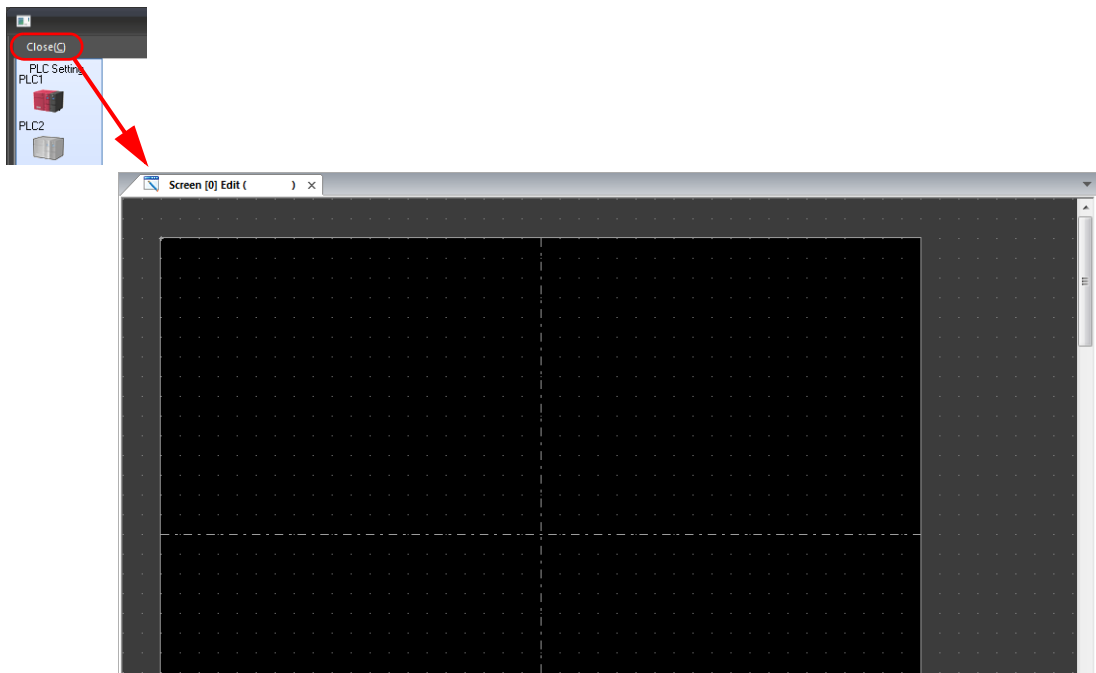 Close(C)
PLC Setting
PLC1
PLC2
Screen [0] Edit ( )